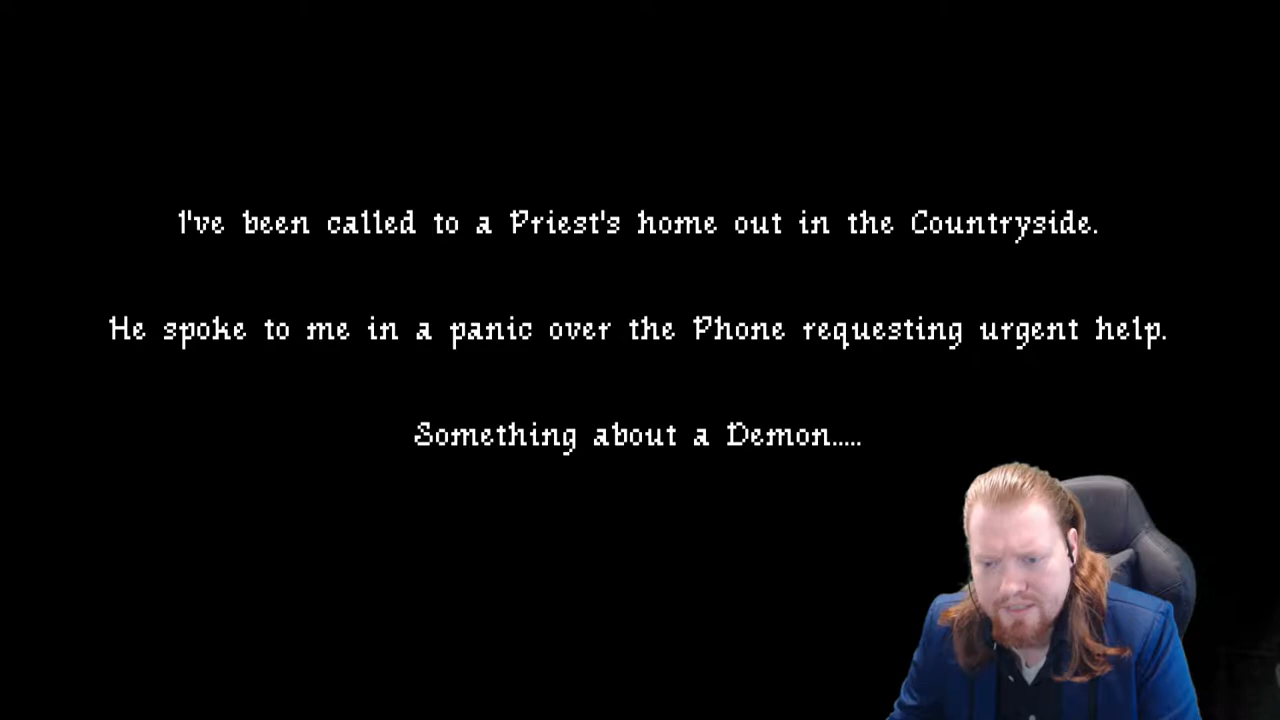 I've been called to a Priest's home out in the Countryside.
He spoke to me in a panic over the Phone requesting urgent help.
Something about a Demon.....